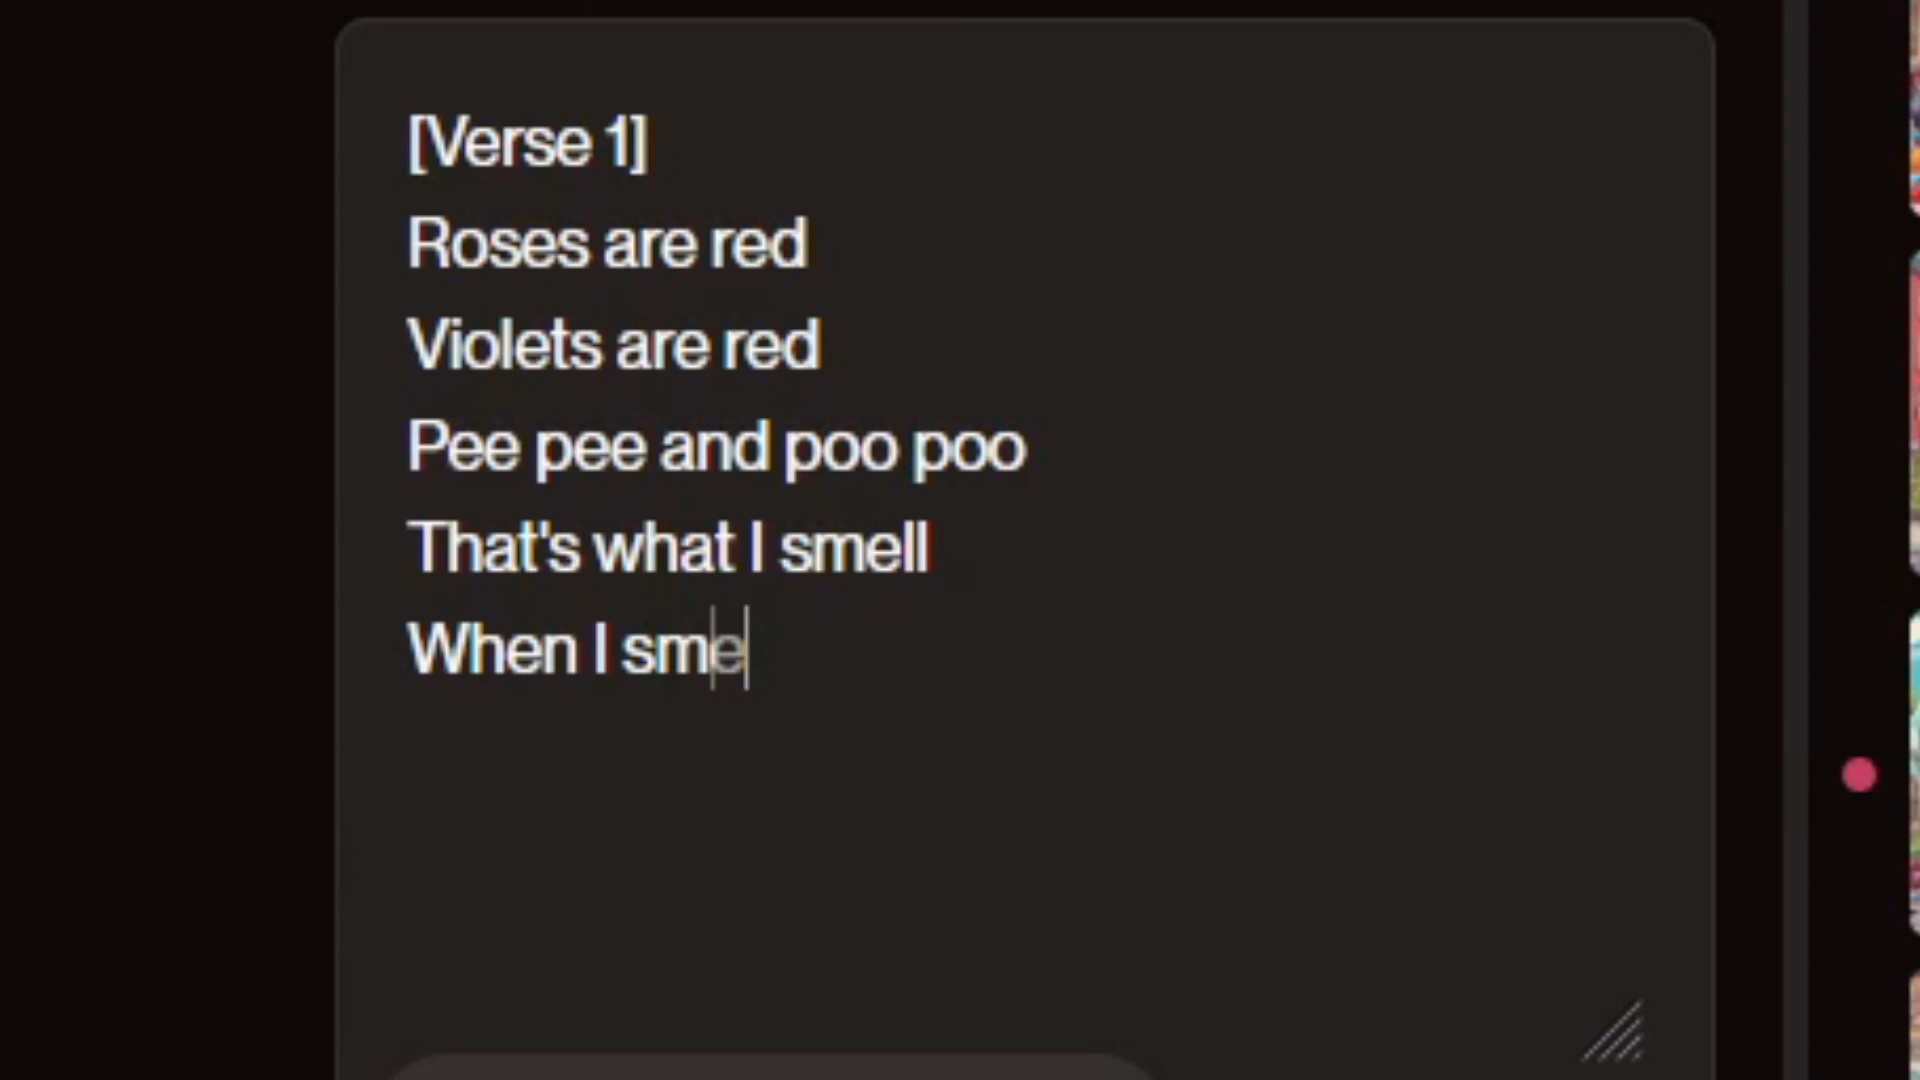 [Verse 1]
Roses are red
Violets are red
Pee pee and poo poo
That's what I smell
When I sme